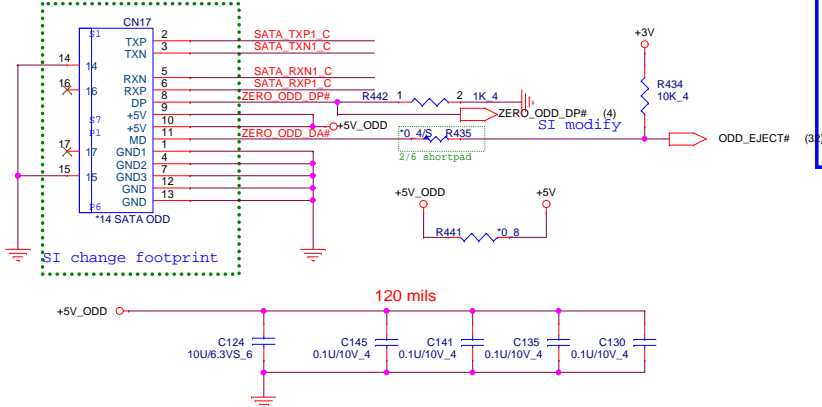 CN17
S1
TXP 2 SATA_TXP1_C
TXN 3 SATA_TXN1_C
14 14
RXN 5 SATA_RXN1_C
16 16 RXP 6 SATA_RXP1_C
DP 8 ZERO_ODD_DP# R442 1 2 1K_4
+5V 9 ZERO_ODD_DP# (4)
S7 +5V 10 +5V_ODD SI modify
P1 MD 11 ZERO_ODD_DA# *0_4/S R435
2/6 shortpad
17 17 GND1 1
GND2 4
15 15 GND3 7
GND 12
P6 GND 13
*14 SATA ODD
SI change footprint
+3V
R434
10K_4
ODD_EJECT# (32)
+5V_ODD +5V
R441 *0_8
120 mils
+5V_ODD
C124
10U/6.3VS_6
C145
0.1U/10V_4
C141
0.1U/10V_4
C135
0.1U/10V_4
C130
0.1U/10V_4